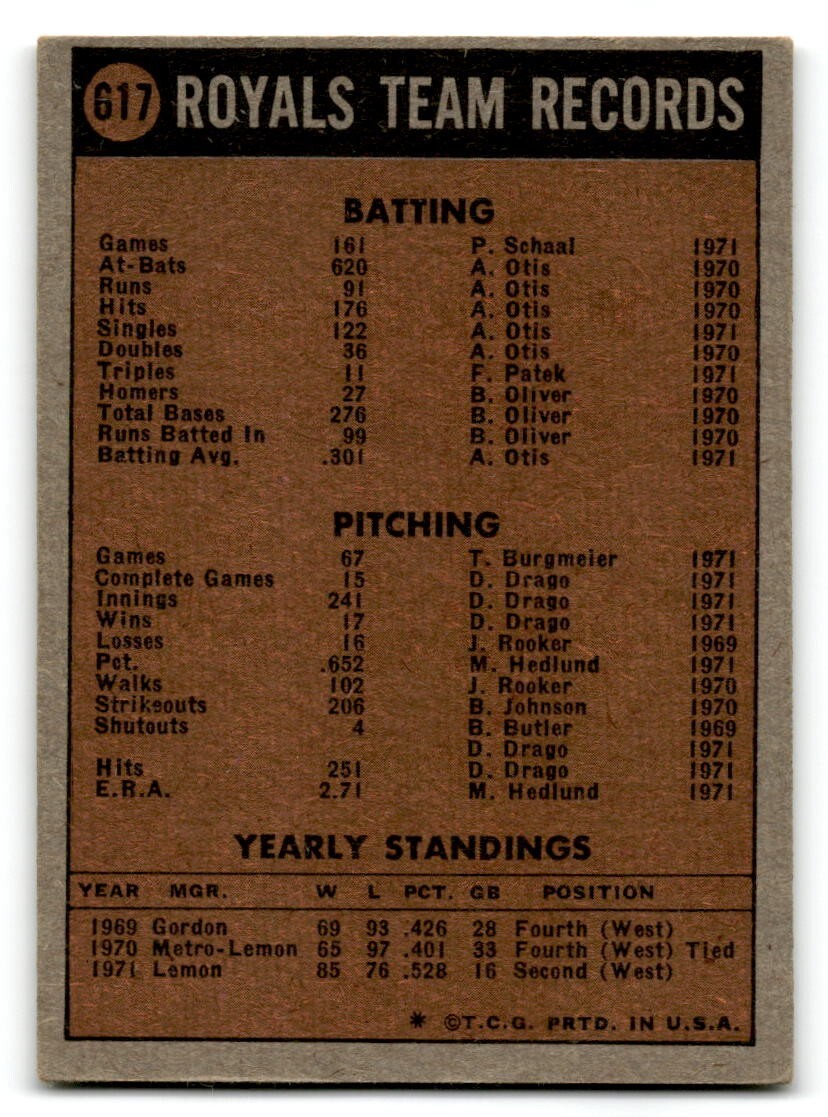 617 ROYALS TEAM RECORDS
BATTING
Games 161 P. Schaal 1971
At-Bats 620 A. Otis 1970
Runs 91 A. Otis 1970
Hits 176 A. Otis 1970
Singles 122 A. Otis 1971
Doubles 36 A. Otis 1970
Triples 11 F. Patek 1971
Homers 27 B. Oliver 1970
Total Bases 276 B. Oliver 1970
Runs Batted In 99 B. Oliver 1970
Batting Avg. .301 A. Otis 1971
PITCHING
Games 67 T. Burgmeier 1971
Complete Games 15 D. Drago 1971
Innings 241 D. Drago 1971
Wins 17 D. Drago 1971
Losses 16 J. Rooker 1969
Pct. .652 M. Hedlund 1971
Walks 102 J. Rooker 1970
Strikeouts 206 B. Johnson 1970
Shutouts 4 B. Butler 1969
D. Drago 1971
Hits 251 D. Drago 1971
E.R.A. 2.71 M. Hedlund 1971
YEARLY STANDINGS
YEAR MGR. W L PCT. GB POSITION
1969 Gordon 69 93 .426 28 Fourth (West)
1970 Metro-Lemon 65 97 .401 33 Fourth (West) Tied
1971 Lemon 85 76 .528 16 Second (West)
* ©T.C.G. PRTD. IN U.S.A.